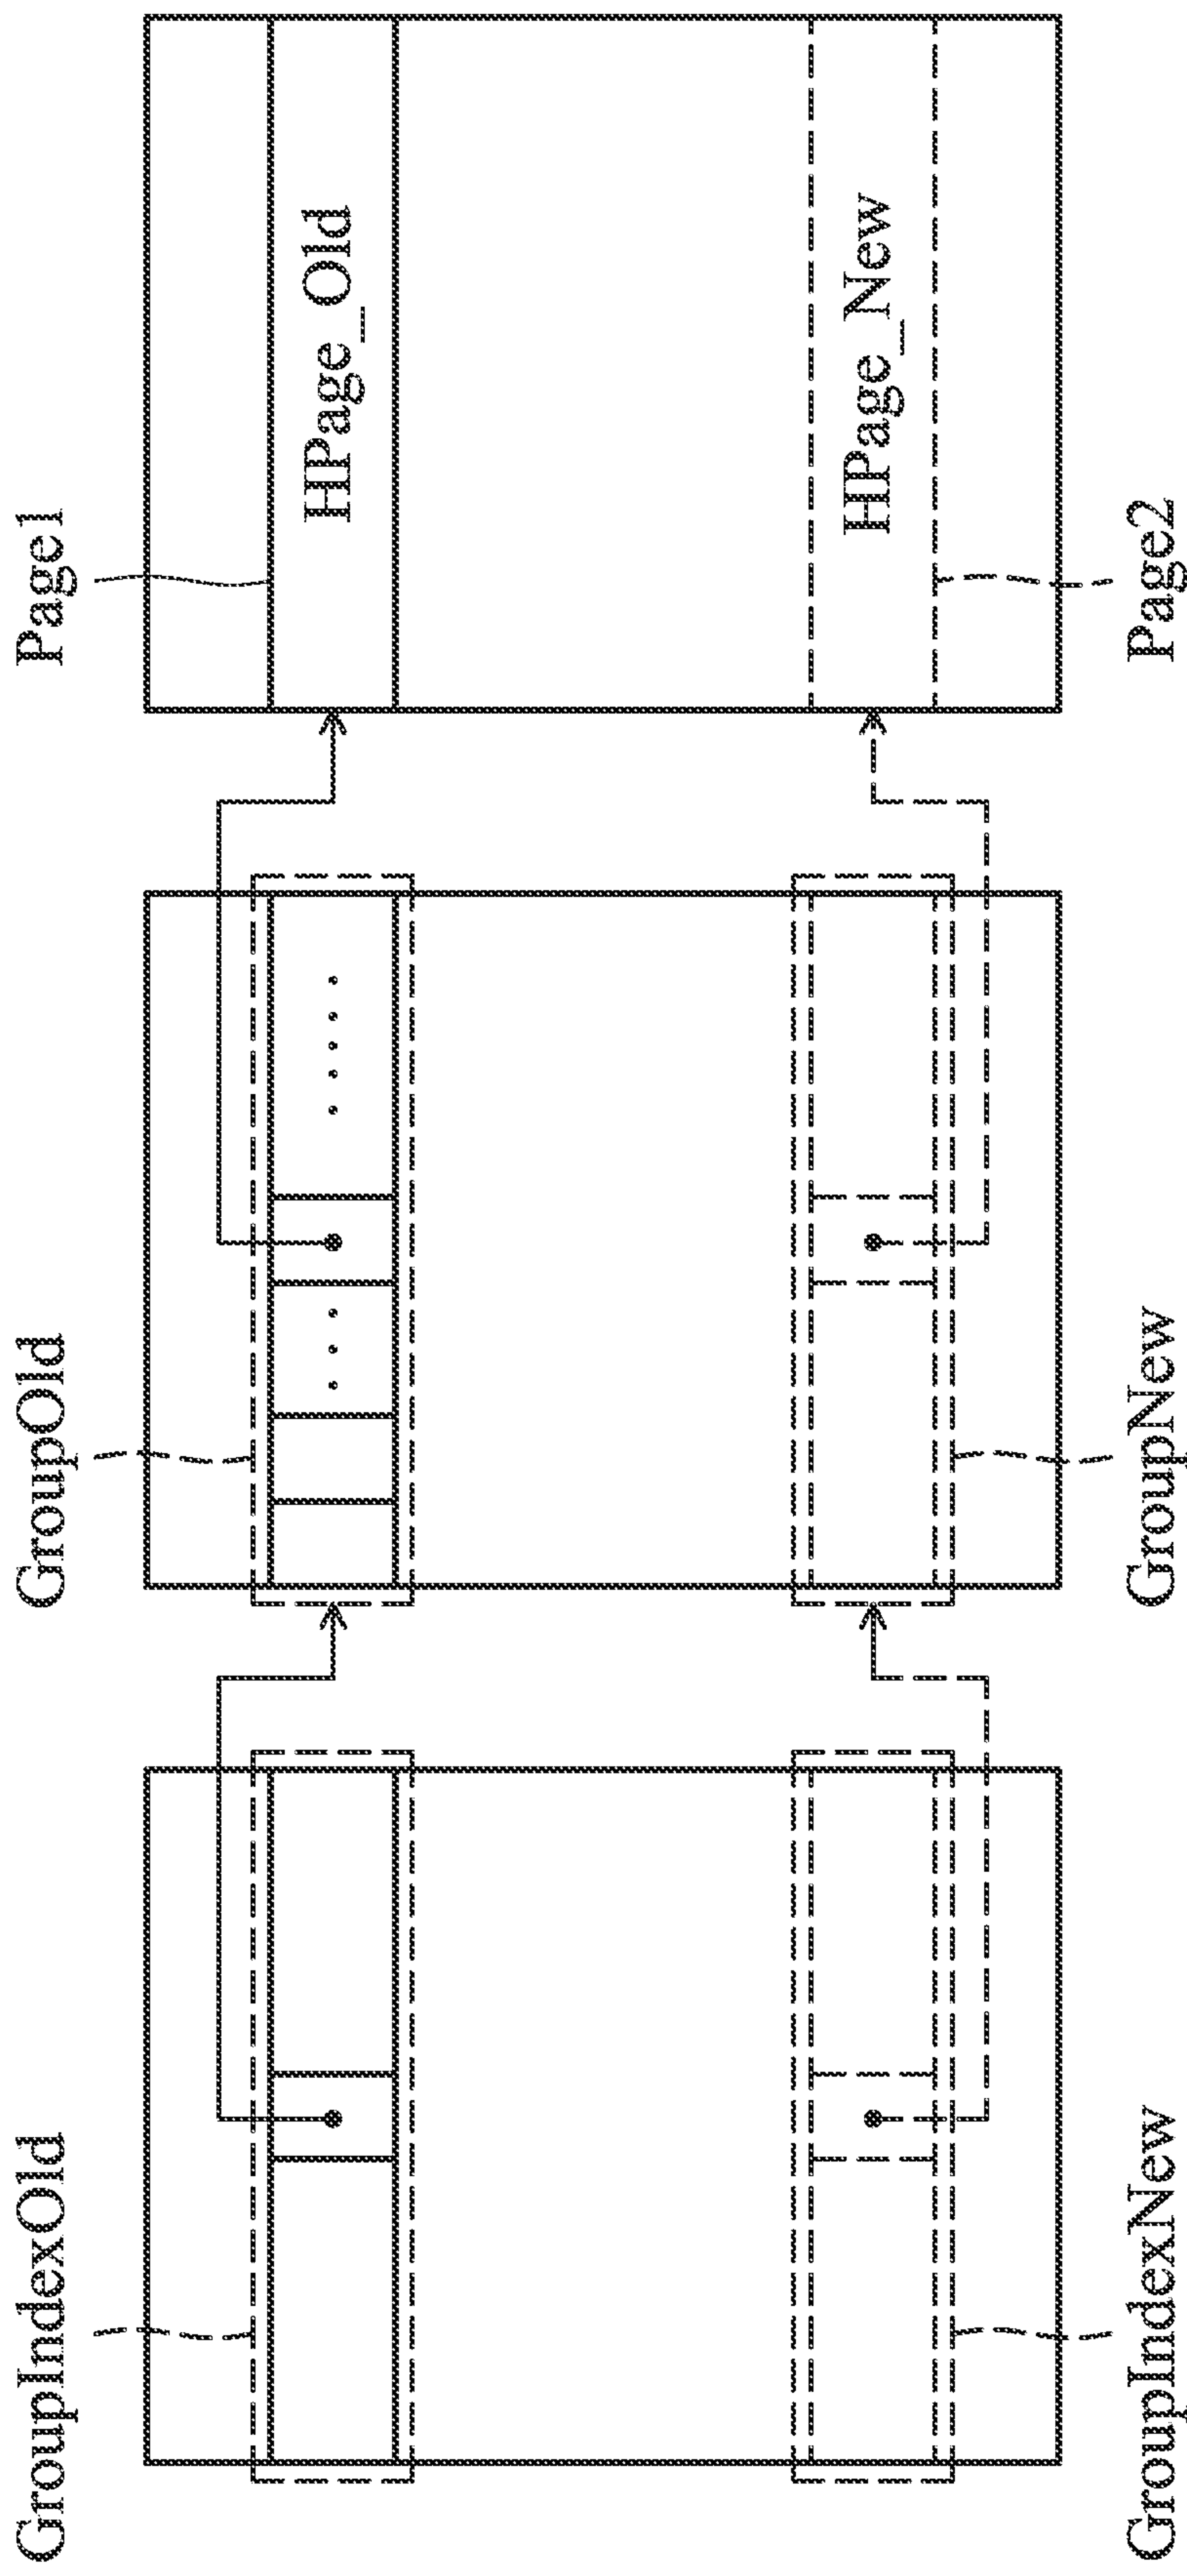 GroupIndexOld
GroupOld
Page1
HPage_Old
HPage_New
GroupIndexNew
GroupNew
Page2